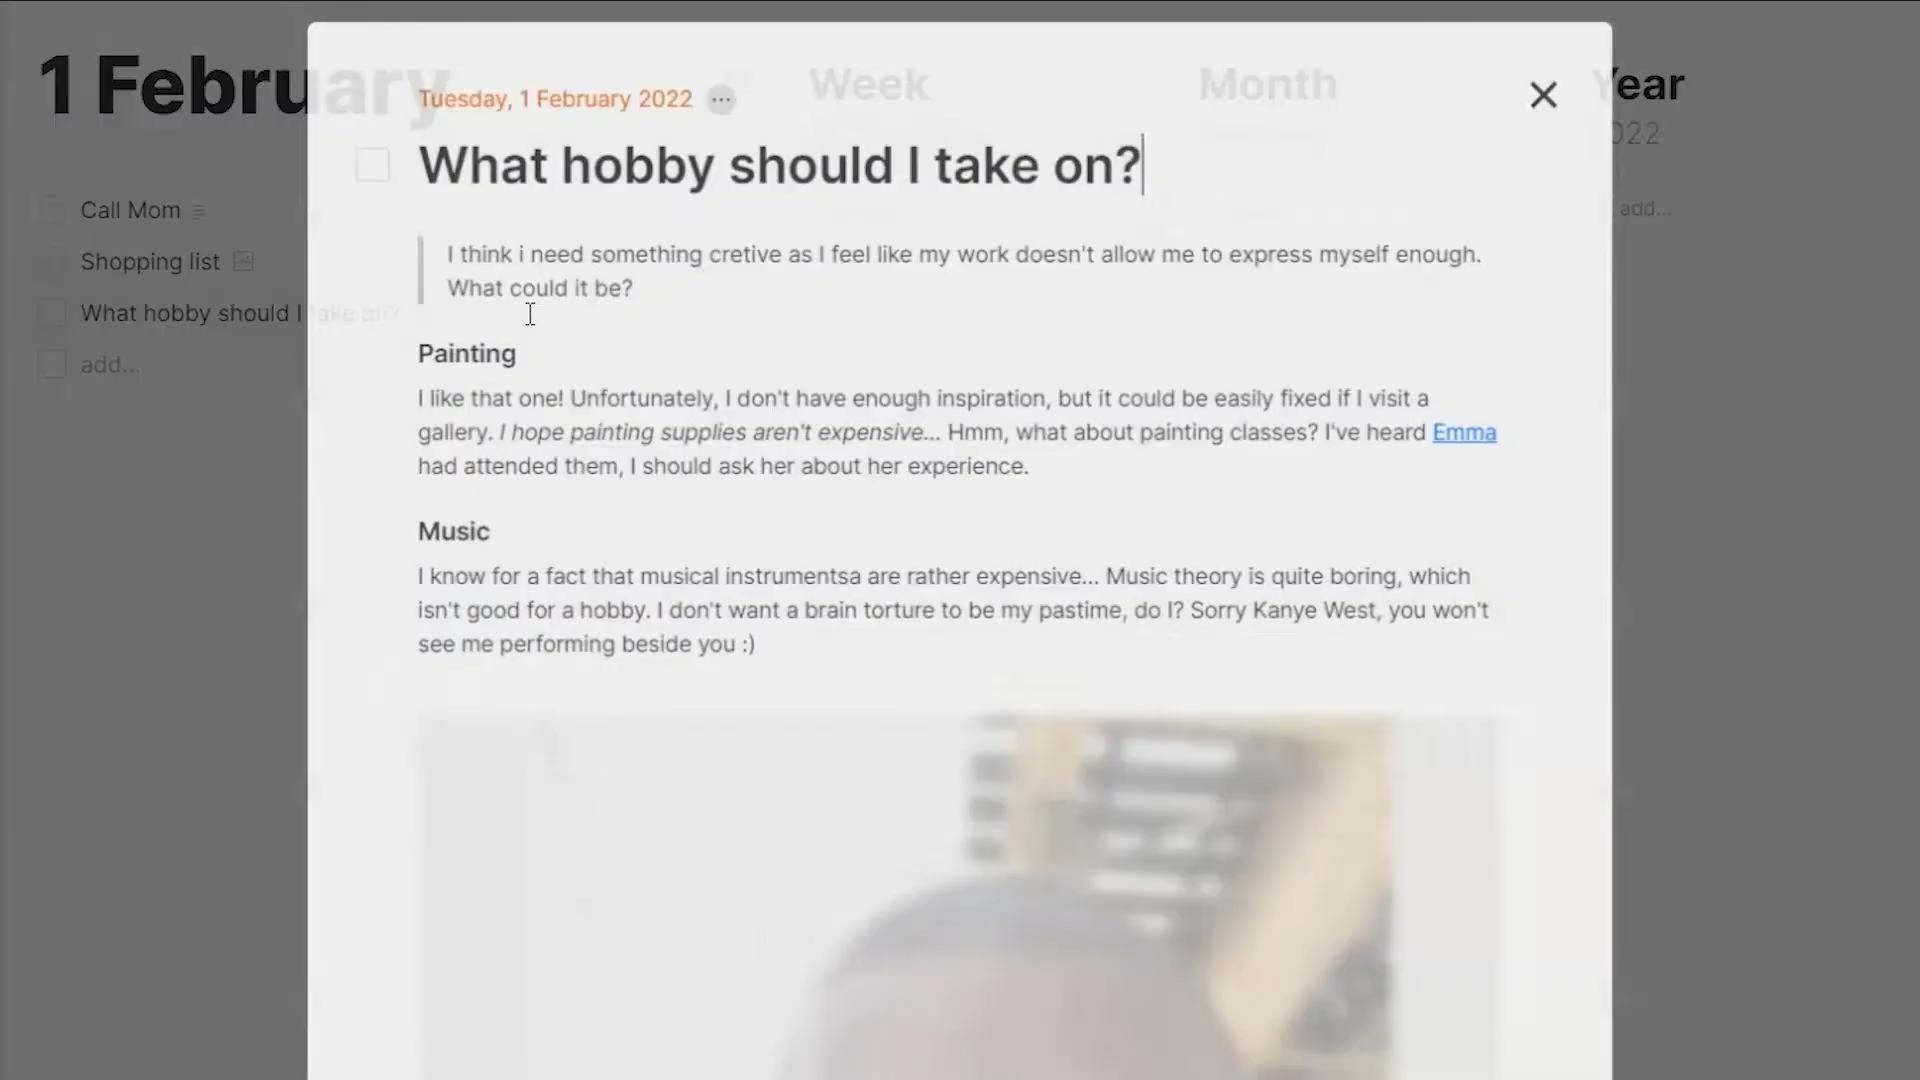 1 February
Week
Month
Year
2022
Call Mom
Shopping list
What hobby should I take on?
add...
add...
Tuesday, 1 February 2022
What hobby should I take on?
I think i need something cretive as I feel like my work doesn't allow me to express myself enough.
What could it be?
Painting
I like that one! Unfortunately, I don't have enough inspiration, but it could be easily fixed if I visit a
gallery. I hope painting supplies aren't expensive... Hmm, what about painting classes? I've heard Emma
had attended them, I should ask her about her experience.
Music
I know for a fact that musical instrumentsa are rather expensive... Music theory is quite boring, which
isn't good for a hobby. I don't want a brain torture to be my pastime, do I? Sorry Kanye West, you won't
see me performing beside you :)